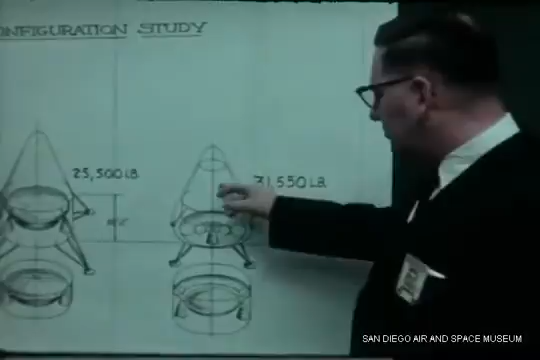 ONFIGURATION STUDY
25,500 LB
31,550 LB
SAN DIEGO AIR AND SPACE MUSEUM